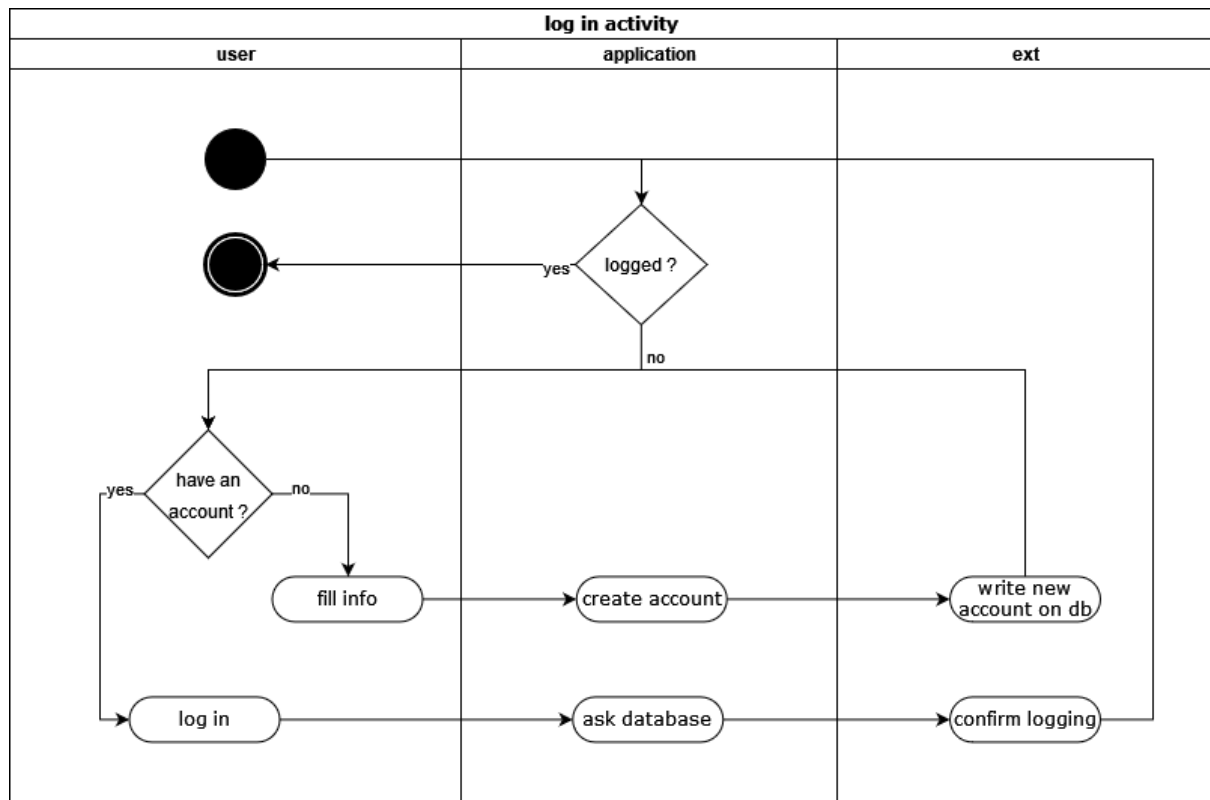 log in activity
user
application
ext
yes
logged ?
no
have an
account ?
yes
no
fill info
create account
write new
account on db
log in
ask database
confirm logging